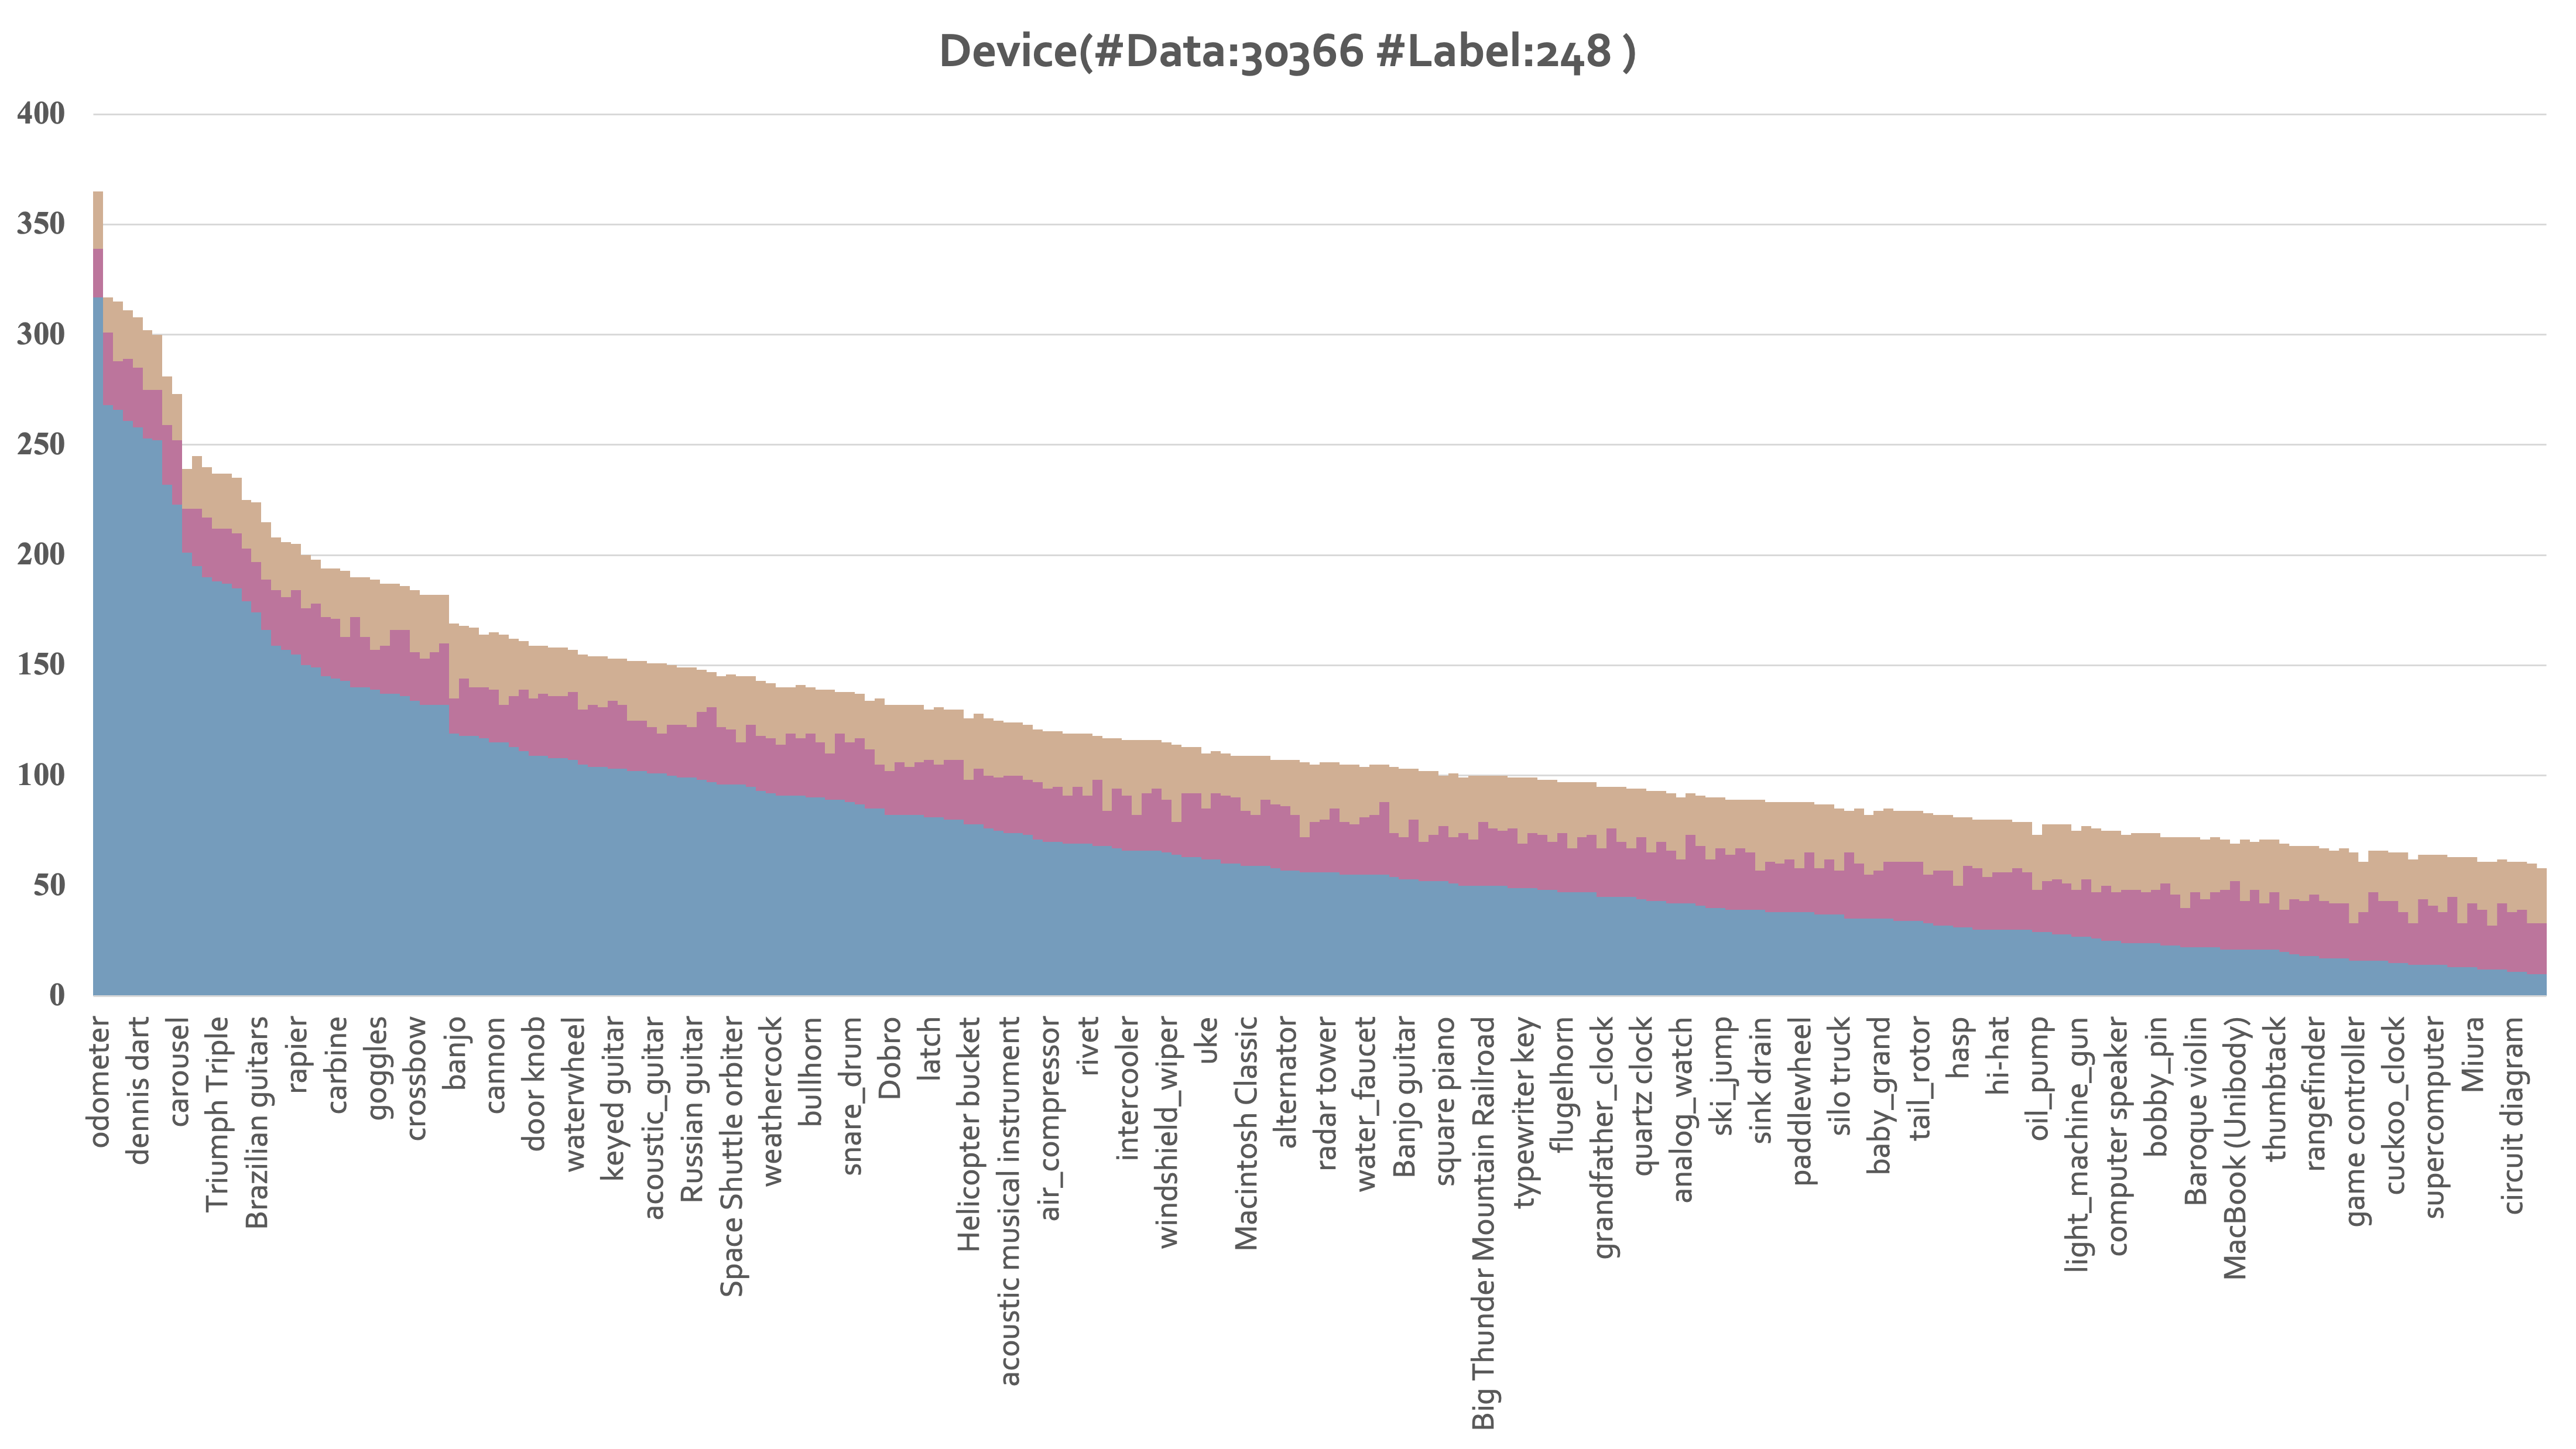 Device(#Data:30366 #Label:248 )
400
350
300
250
200
150
100
50
0
odometer
dennis dart
carousel
Triumph Triple
Brazilian guitars
rapier
carbine
goggles
crossbow
banjo
cannon
door knob
waterwheel
keyed guitar
acoustic_guitar
Russian guitar
Space Shuttle orbiter
weathercock
bullhorn
snare_drum
Dobro
latch
Helicopter bucket
acoustic musical instrument
air_compressor
rivet
intercooler
windshield_wiper
uke
Macintosh Classic
alternator
radar tower
water_faucet
Banjo guitar
square piano
Big Thunder Mountain Railroad
typewriter key
flugelhorn
grandfather_clock
quartz clock
analog_watch
ski_jump
sink drain
paddlewheel
silo truck
baby_grand
tail_rotor
hasp
hi-hat
oil_pump
light_machine_gun
computer speaker
bobby_pin
Baroque violin
MacBook (Unibody)
thumbtack
rangefinder
game controller
cuckoo_clock
supercomputer
Miura
circuit diagram